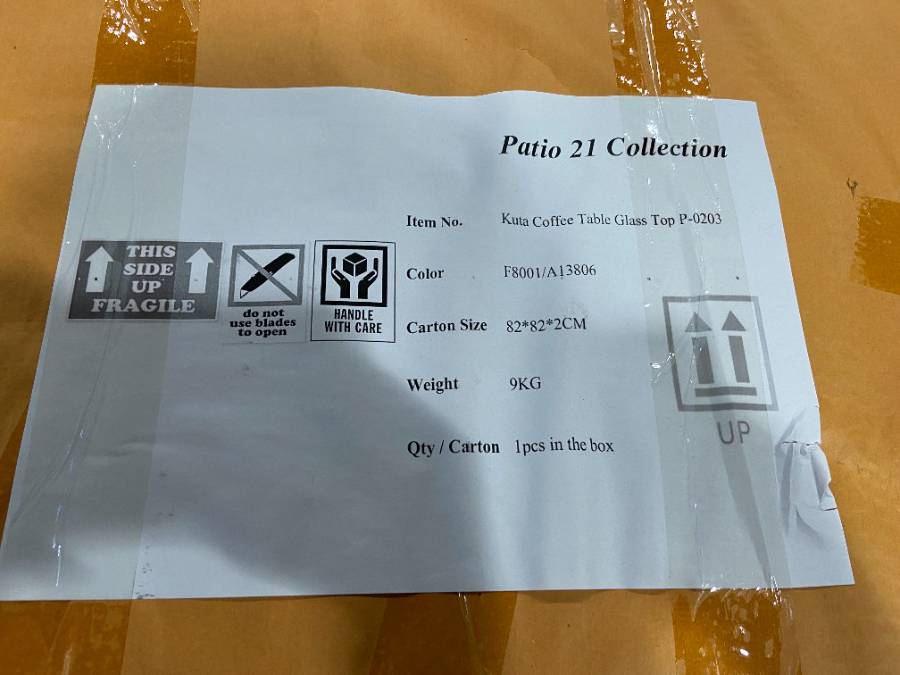 Patio 21 Collection
Item No. Kuta Coffee Table Glass Top P-0203
Color F8001/A13806
Carton Size 82*82*2CM
Weight 9KG
Qty / Carton 1pcs in the box
THIS
SIDE
UP
FRAGILE
do not
use blades
to open
HANDLE
WITH CARE
UP